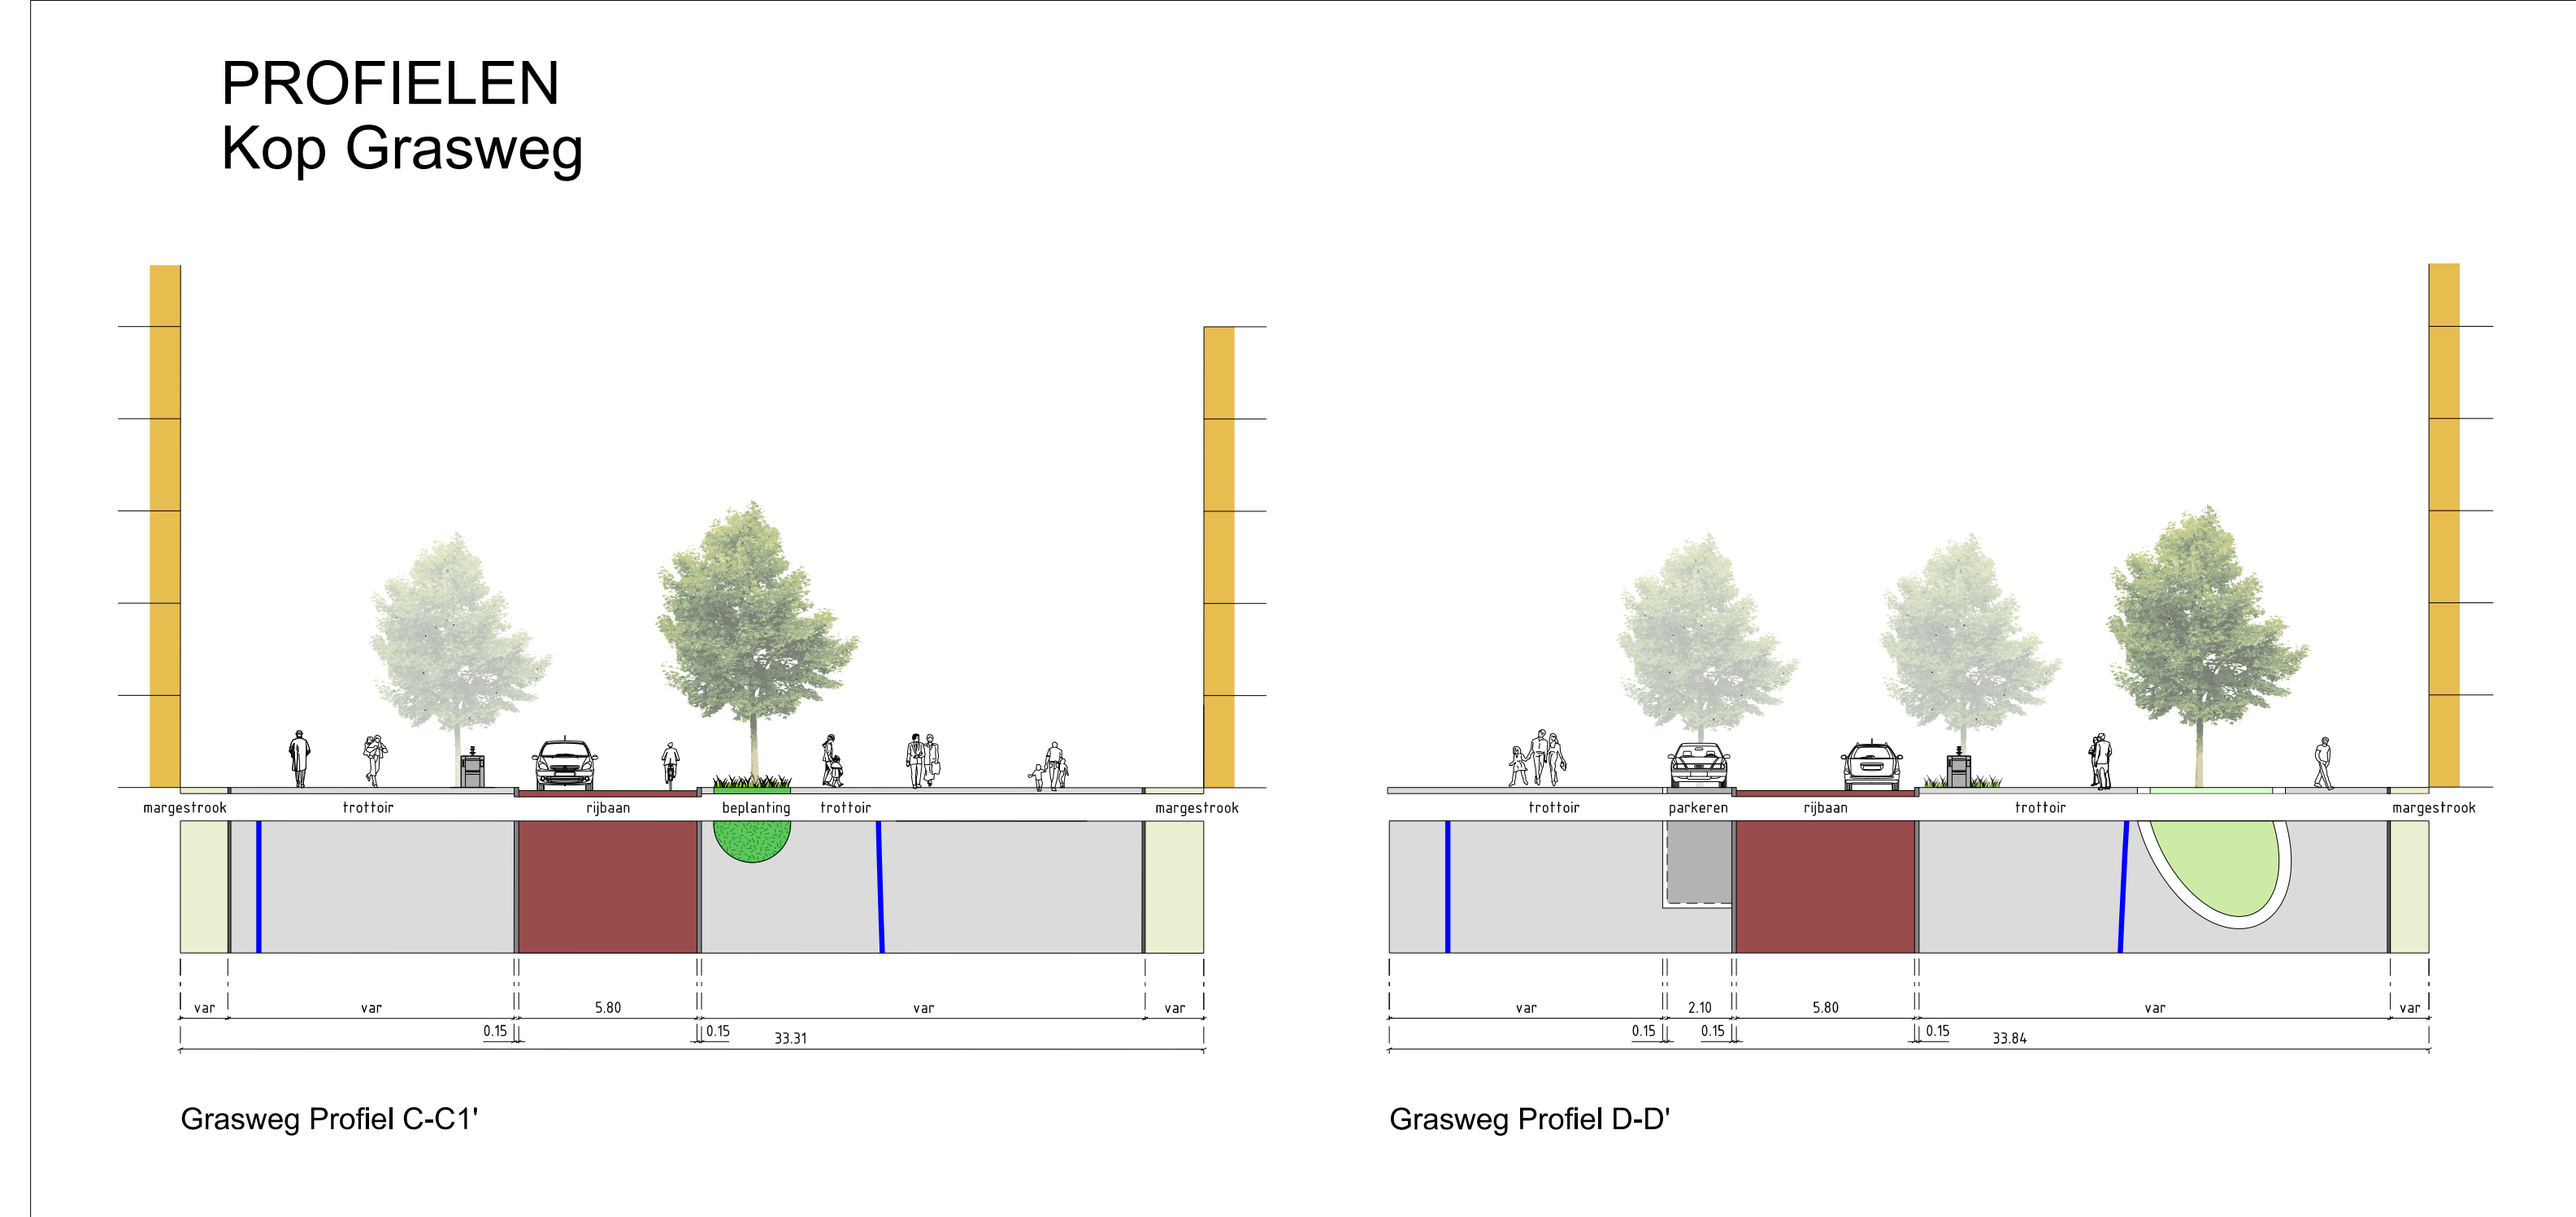 PROFIELEN
Kop Grasweg
margestrook trottoir rijbaan beplanting trottoir margestrook
var var 5.80 var var
0.15 0.15
33.31
Grasweg Profiel C-C1'
trottoir parkeren rijbaan trottoir margestrook
var 2.10 5.80 var var
0.15 0.15 0.15
33.84
Grasweg Profiel D-D'